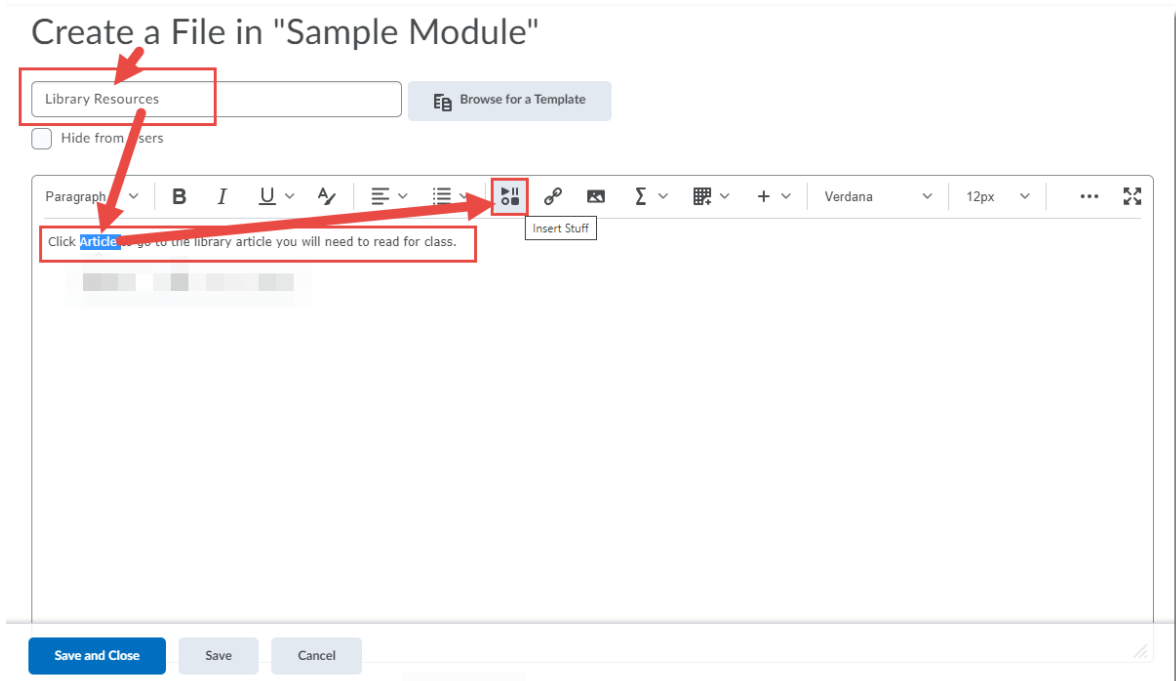 Create a File in "Sample Module"
Library Resources
Browse for a Template
Hide from Users
Paragraph B I U A Σ + Verdana 12px ...
Insert Stuff
Click Article to go to the library article you will need to read for class.
Save and Close Save Cancel